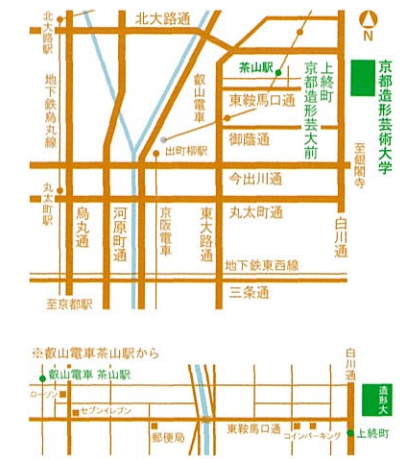 北大路通
北大路駅
N
地下鉄烏丸線
叡山電車
茶山駅
上終町
京都造形芸大前
京都造形芸術大学
東鞍馬口通
御蔭通
出町柳駅
至銀閣寺
今出川通
丸太町駅
烏丸通
河原町通
京阪電車
東大路通
丸太町通
白川通
地下鉄東西線
三条通
至京都駅
※叡山電車茶山駅から
白川通
叡山電車 茶山駅
造形大
ローソン
セブンイレブン
郵便局
東鞍馬口通
コインパーキング
上終町